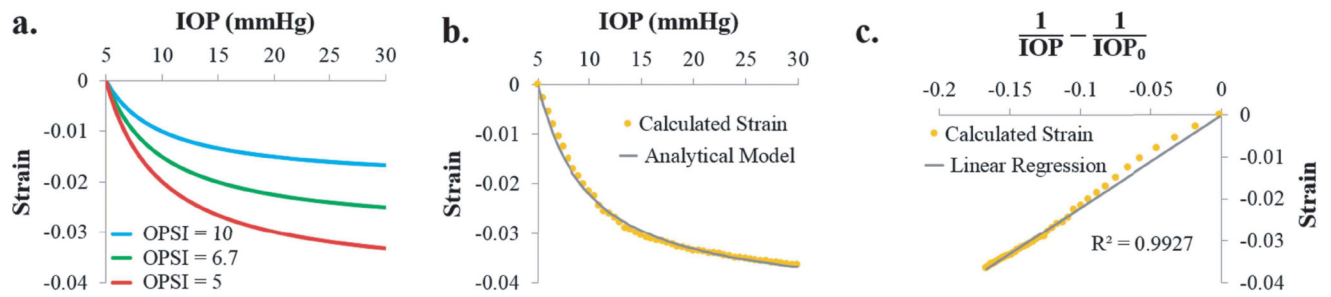 a.
IOP (mmHg)
5 10 15 20 25 30
0
-0.01
-0.02
-0.03
-0.04
Strain
OPSI = 10
OPSI = 6.7
OPSI = 5
b.
IOP (mmHg)
5 10 15 20 25 30
0
-0.01
-0.02
-0.03
-0.04
Strain
Calculated Strain
Analytical Model
c.
1/IOP − 1/IOP₀
-0.2 -0.15 -0.1 -0.05 0
0
-0.01
-0.02
-0.03
-0.04
Strain
Calculated Strain
Linear Regression
R² = 0.9927